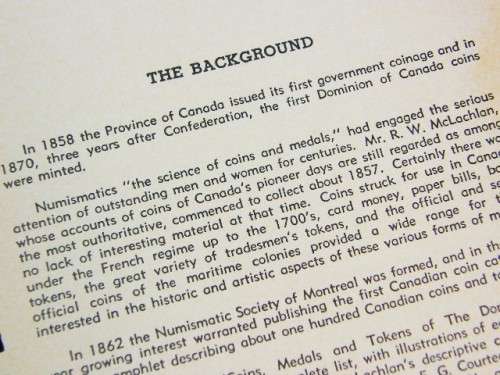 THE BACKGROUND
In 1858 the Province of Canada issued its first government coinage and in
1870, three years after Confederation, the first Dominion of Canada coins
were minted.
Numismatics "the science of coins and medals," had engaged the serious
attention of outstanding men and women for centuries. Mr. R. W. McLachlan,
whose accounts of coins of Canada's pioneer days are still regarded as among
the most authoritative, commenced to collect about 1857. Certainly there wa
no lack of interesting material at that time. Coins struck for use in Canad
under the French regime up to the 1700's, card money, paper bills, b
tokens, the great variety of tradesmen's tokens, and the official and s
official coins of the maritime colonies provided a wide range for t
interested in the historic and artistic aspects of these various forms of m
In 1862 the Numismatic Society of Montreal was formed, and in th
growing interest warranted publishing the first Canadian coin cat
pamphlet describing about one hundred Canadian coins and t
Coins, Medals and Tokens of The Do
list, with illustrations of
descriptive c
F. G. Courte